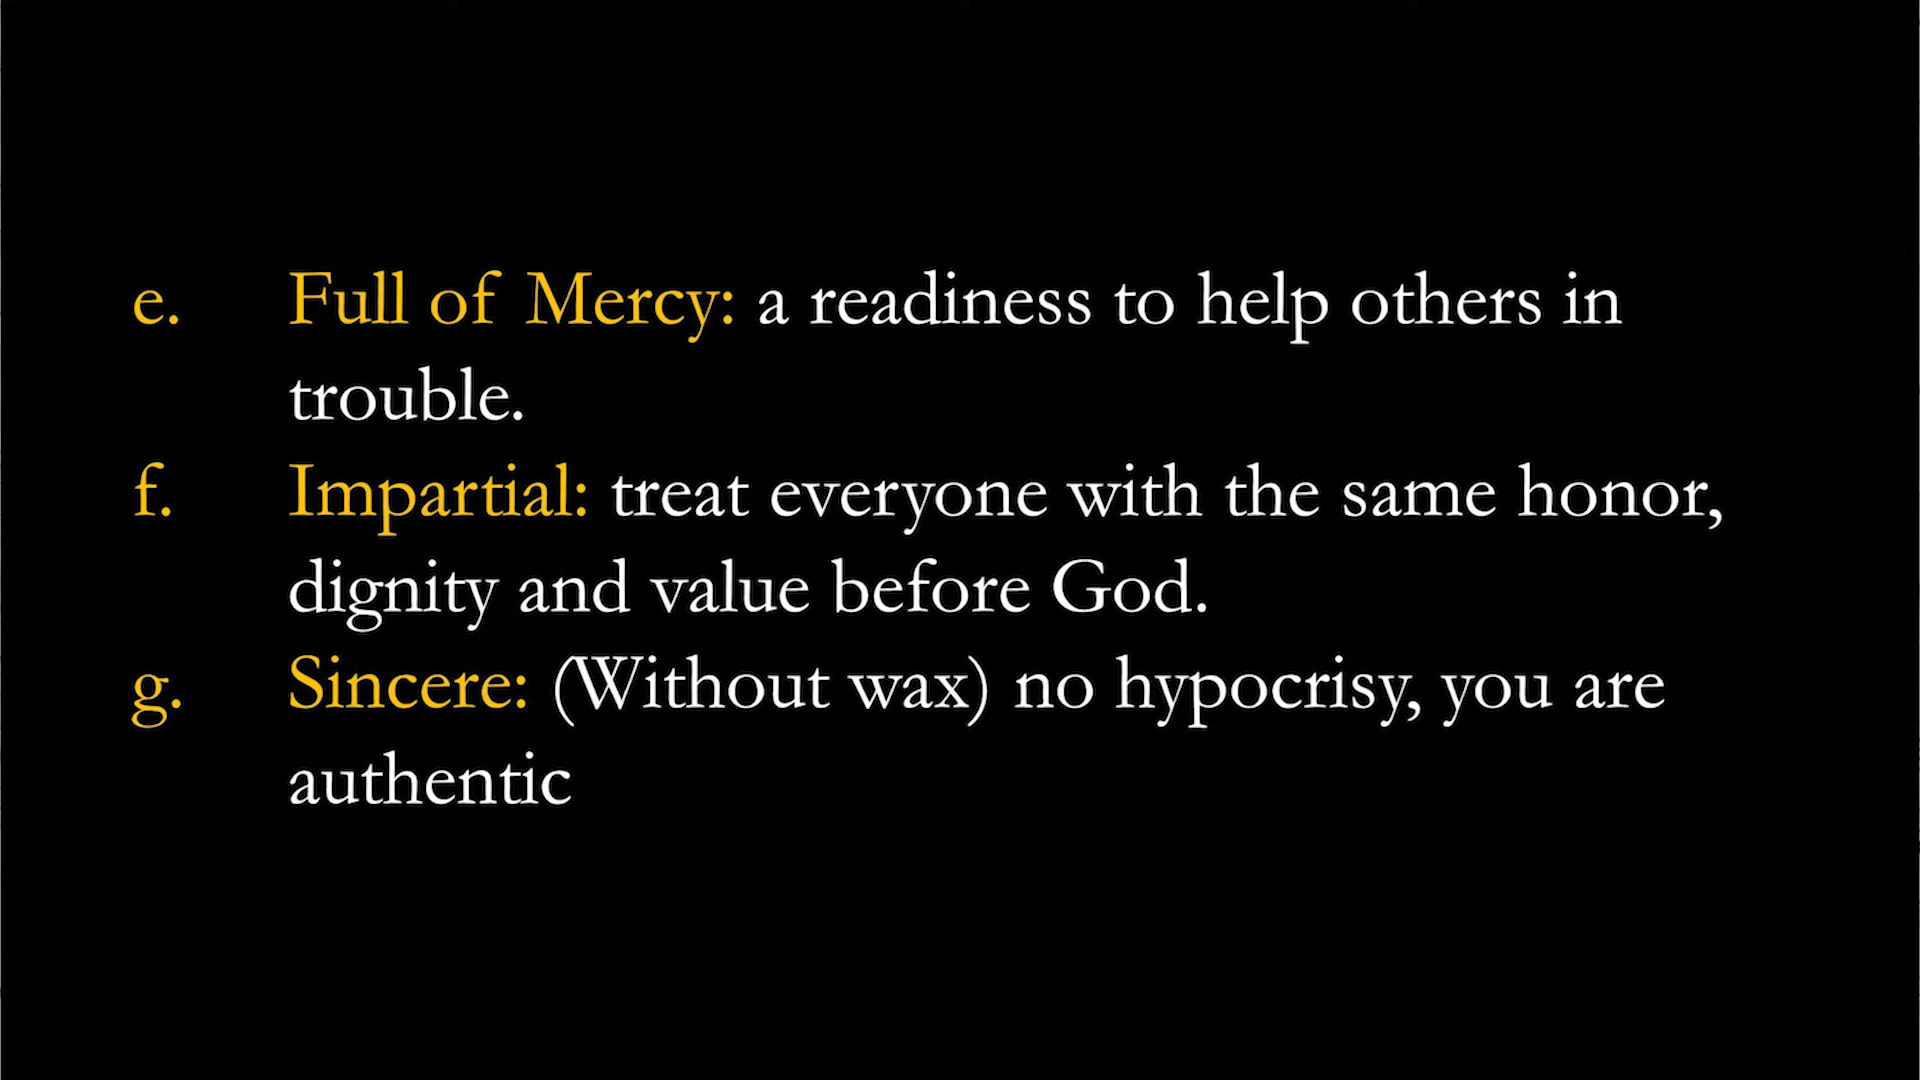 e. Full of Mercy: a readiness to help others in
trouble.
f. Impartial: treat everyone with the same honor,
dignity and value before God.
g. Sincere: (Without wax) no hypocrisy, you are
authentic